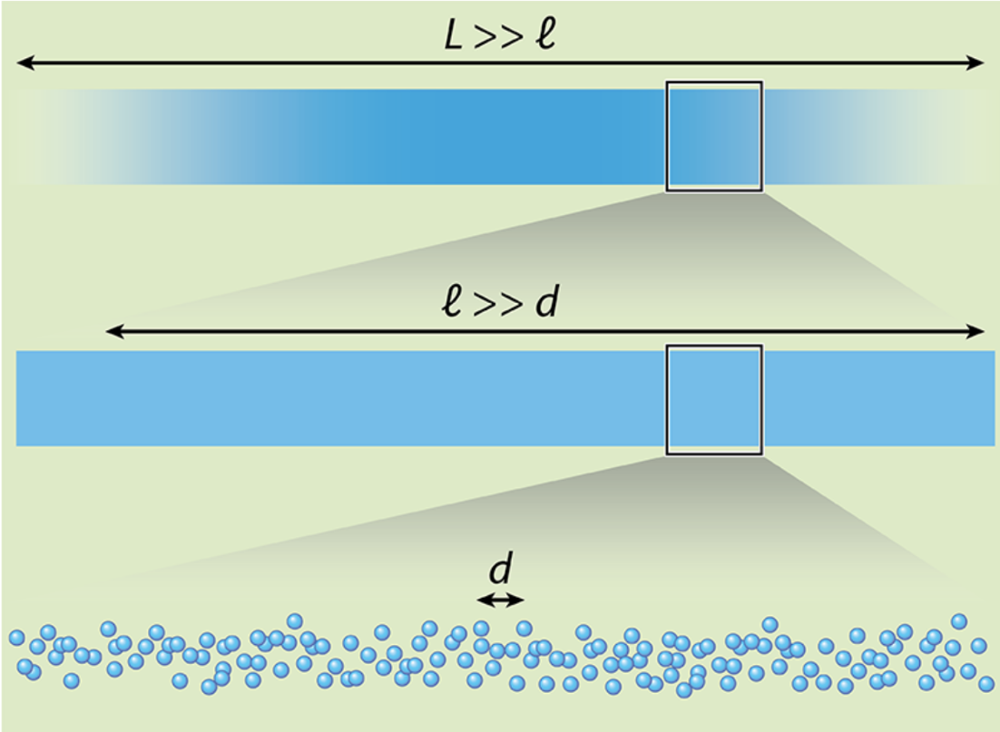 L >> ℓ
ℓ >> d
d